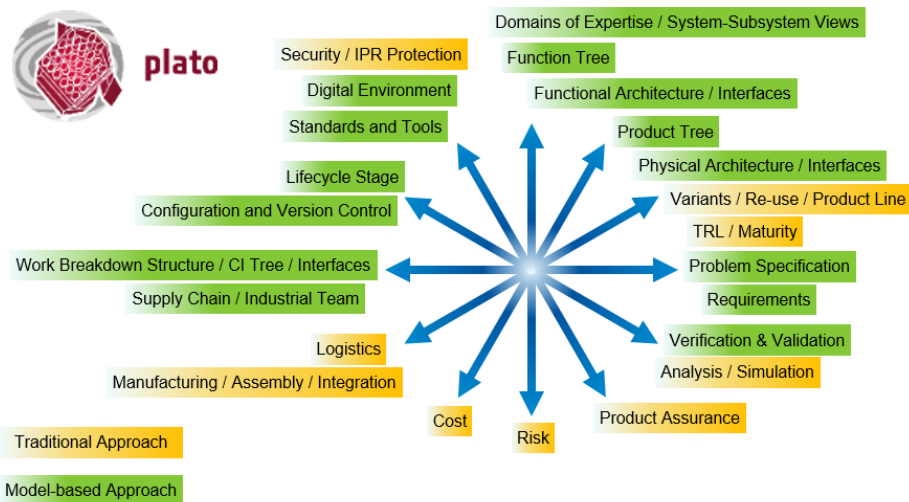 plato
Domains of Expertise / System-Subsystem Views
Security / IPR Protection
Function Tree
Digital Environment
Functional Architecture / Interfaces
Standards and Tools
Product Tree
Physical Architecture / Interfaces
Lifecycle Stage
Variants / Re-use / Product Line
Configuration and Version Control
TRL / Maturity
Work Breakdown Structure / CI Tree / Interfaces
Problem Specification
Supply Chain / Industrial Team
Requirements
Verification & Validation
Logistics
Analysis / Simulation
Manufacturing / Assembly / Integration
Cost
Product Assurance
Risk
Traditional Approach
Model-based Approach